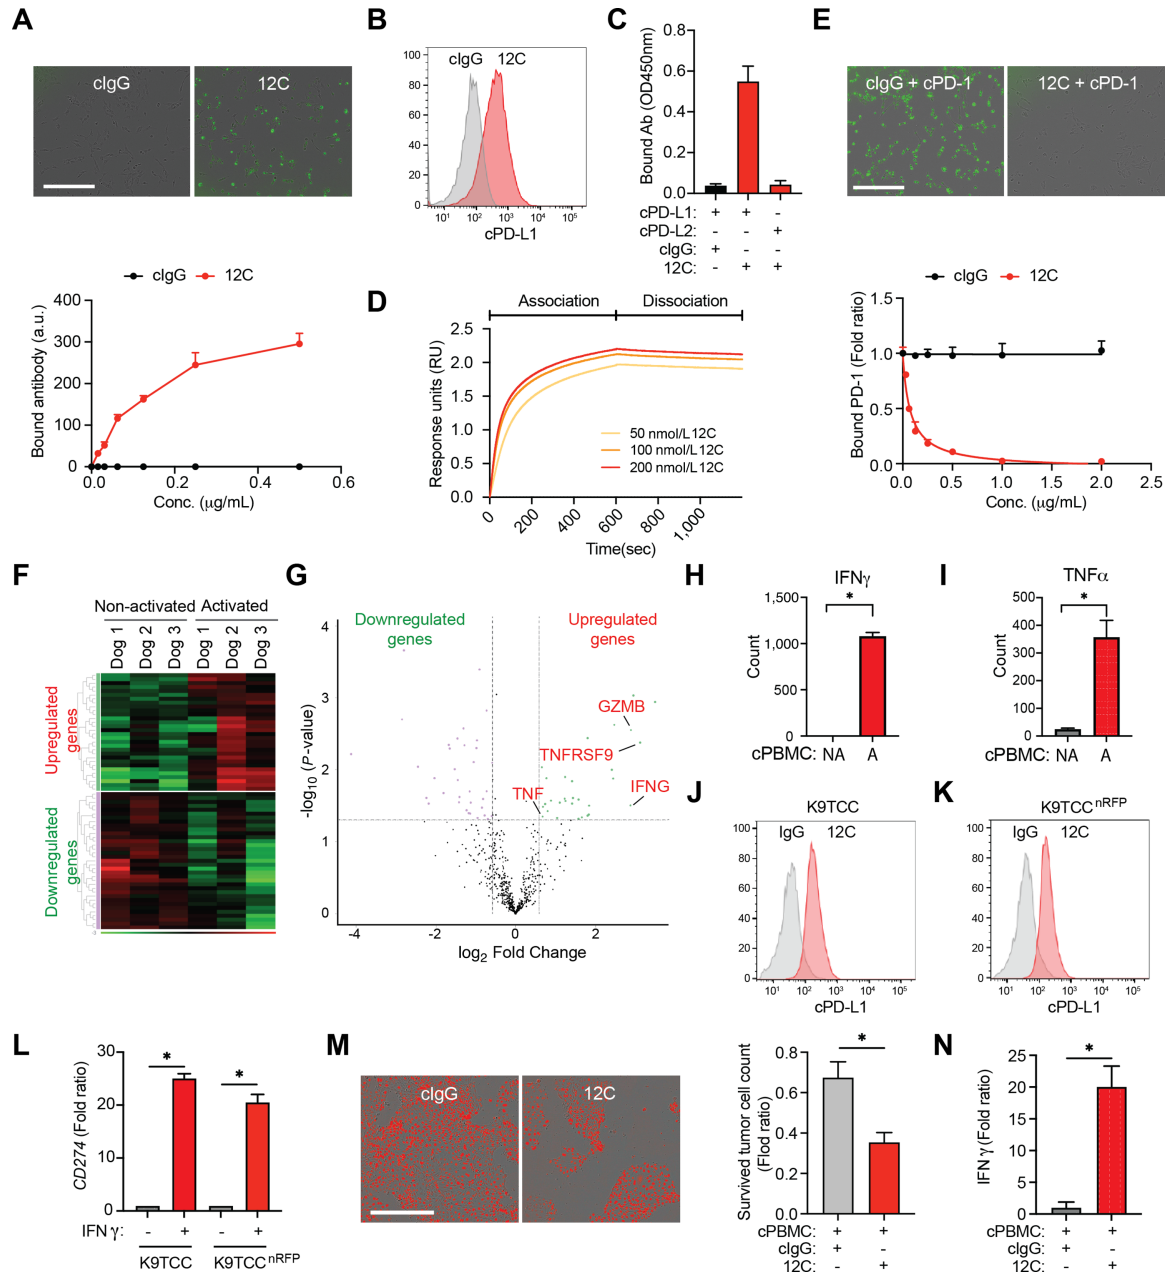 A
cIgG
12C
cIgG
12C
Bound antibody (a.u.)
400
300
200
100
0
0.0
0.2
0.4
0.6
Conc. (μg/mL)
B
cIgG
12C
100
80
60
40
20
0
10¹
10²
10³
10⁴
10⁵
cPD-L1
C
Bound Ab (OD450nm)
0.8
0.6
0.4
0.2
0.0
cPD-L1: + + -
cPD-L2: - - +
cIgG: + - -
12C: - + +
D
Association
Dissociation
Response units (RU)
2.5
2.0
1.5
1.0
0.5
0.0
50 nmol/L12C
100 nmol/L12C
200 nmol/L12C
0
200
400
600
800
1,000
Time(sec)
E
cIgG + cPD-1
12C + cPD-1
cIgG
12C
Bound PD-1 (Fold ratio)
1.5
1.0
0.5
0.0
0.0
0.5
1.0
1.5
2.0
2.5
Conc. (μg/mL)
F
Non-activated
Activated
Dog 1
Dog 2
Dog 3
Dog 1
Dog 2
Dog 3
Upregulated
genes
Downregulated
genes
G
Downregulated
genes
Upregulated
genes
GZMB
TNFRSF9
TNF
IFNG
-log₁₀ (P-value)
4
3
2
1
0
-4
-2
0
2
log₂ Fold Change
H
IFNγ
*
Count
1,500
1,000
500
0
cPBMC: NA A
I
TNFα
*
Count
500
400
300
200
100
0
cPBMC: NA A
J
K9TCC
IgG
12C
100
80
60
40
20
0
10¹
10²
10³
10⁴
10⁵
cPD-L1
K
K9TCCⁿᴿᶠᴾ
IgG
12C
100
80
60
40
20
0
10¹
10²
10³
10⁴
10⁵
cPD-L1
L
CD274 (Fold ratio)
30
20
10
0
*
*
IFN γ: - + - +
K9TCC
K9TCCⁿᴿᶠᴾ
M
cIgG
12C
Survived tumor cell count
(Flod ratio)
0.8
0.6
0.4
0.2
0.0
*
cPBMC: + +
cIgG: + -
12C: - +
N
IFN γ (Fold ratio)
25
20
15
10
5
0
*
cPBMC: + +
cIgG: + -
12C: - +